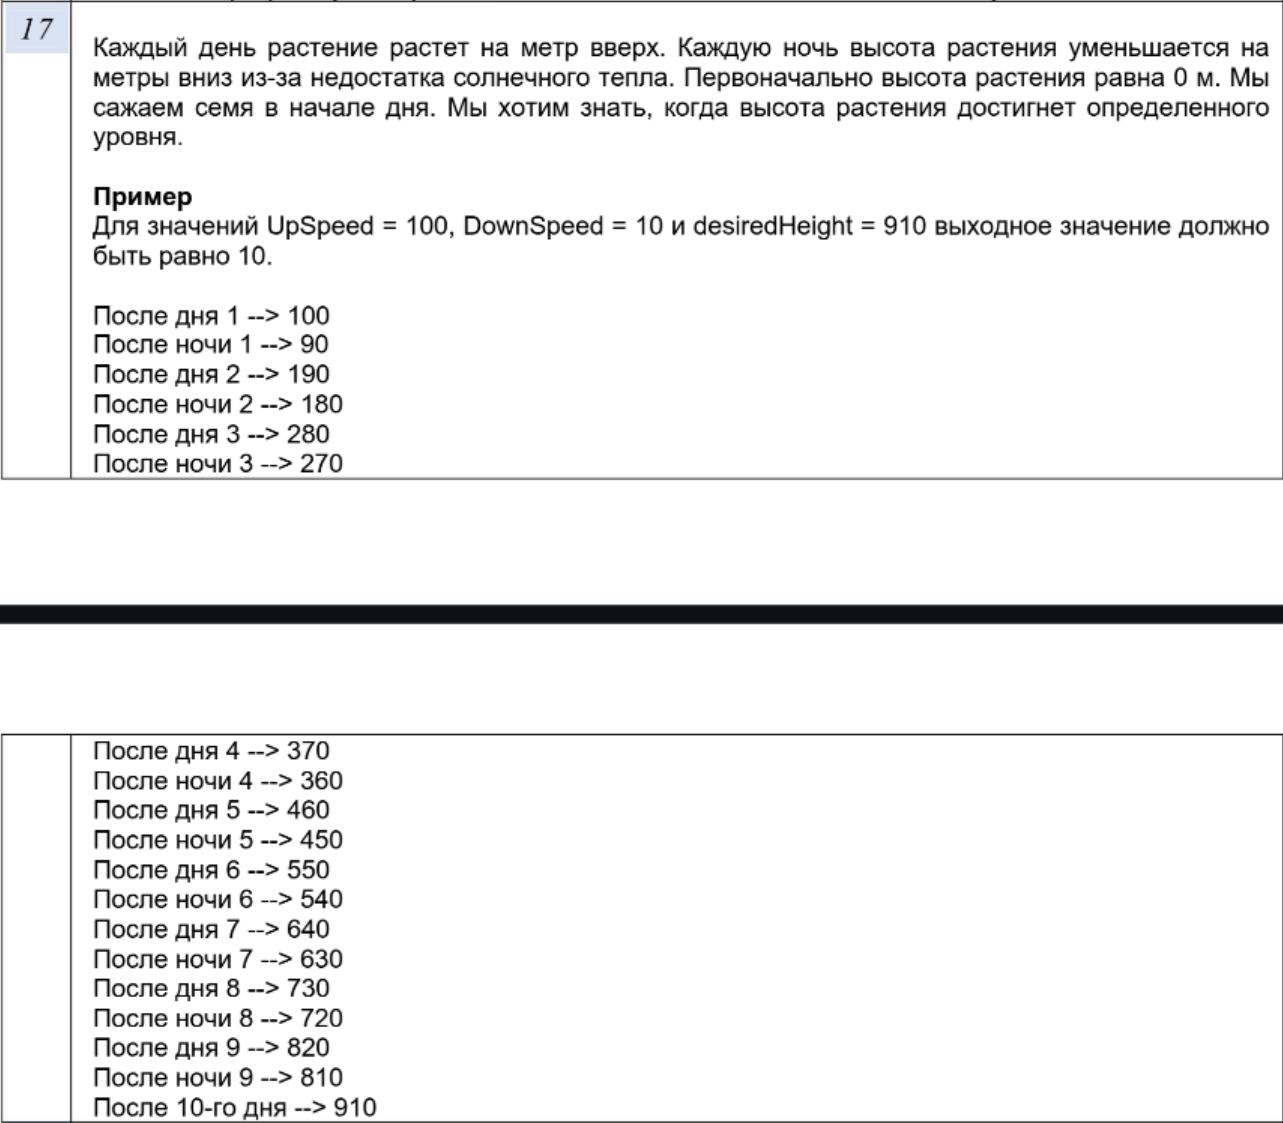 17
Каждый день растение растет на метр вверх. Каждую ночь высота растения уменьшается на
метры вниз из-за недостатка солнечного тепла. Первоначально высота растения равна 0 м. Мы
сажаем семя в начале дня. Мы хотим знать, когда высота растения достигнет определенного
уровня.
Пример
Для значений UpSpeed = 100, DownSpeed = 10 и desiredHeight = 910 выходное значение должно
быть равно 10.
После дня 1 --> 100
После ночи 1 --> 90
После дня 2 --> 190
После ночи 2 --> 180
После дня 3 --> 280
После ночи 3 --> 270
После дня 4 --> 370
После ночи 4 --> 360
После дня 5 --> 460
После ночи 5 --> 450
После дня 6 --> 550
После ночи 6 --> 540
После дня 7 --> 640
После ночи 7 --> 630
После дня 8 --> 730
После ночи 8 --> 720
После дня 9 --> 820
После ночи 9 --> 810
После 10-го дня --> 910